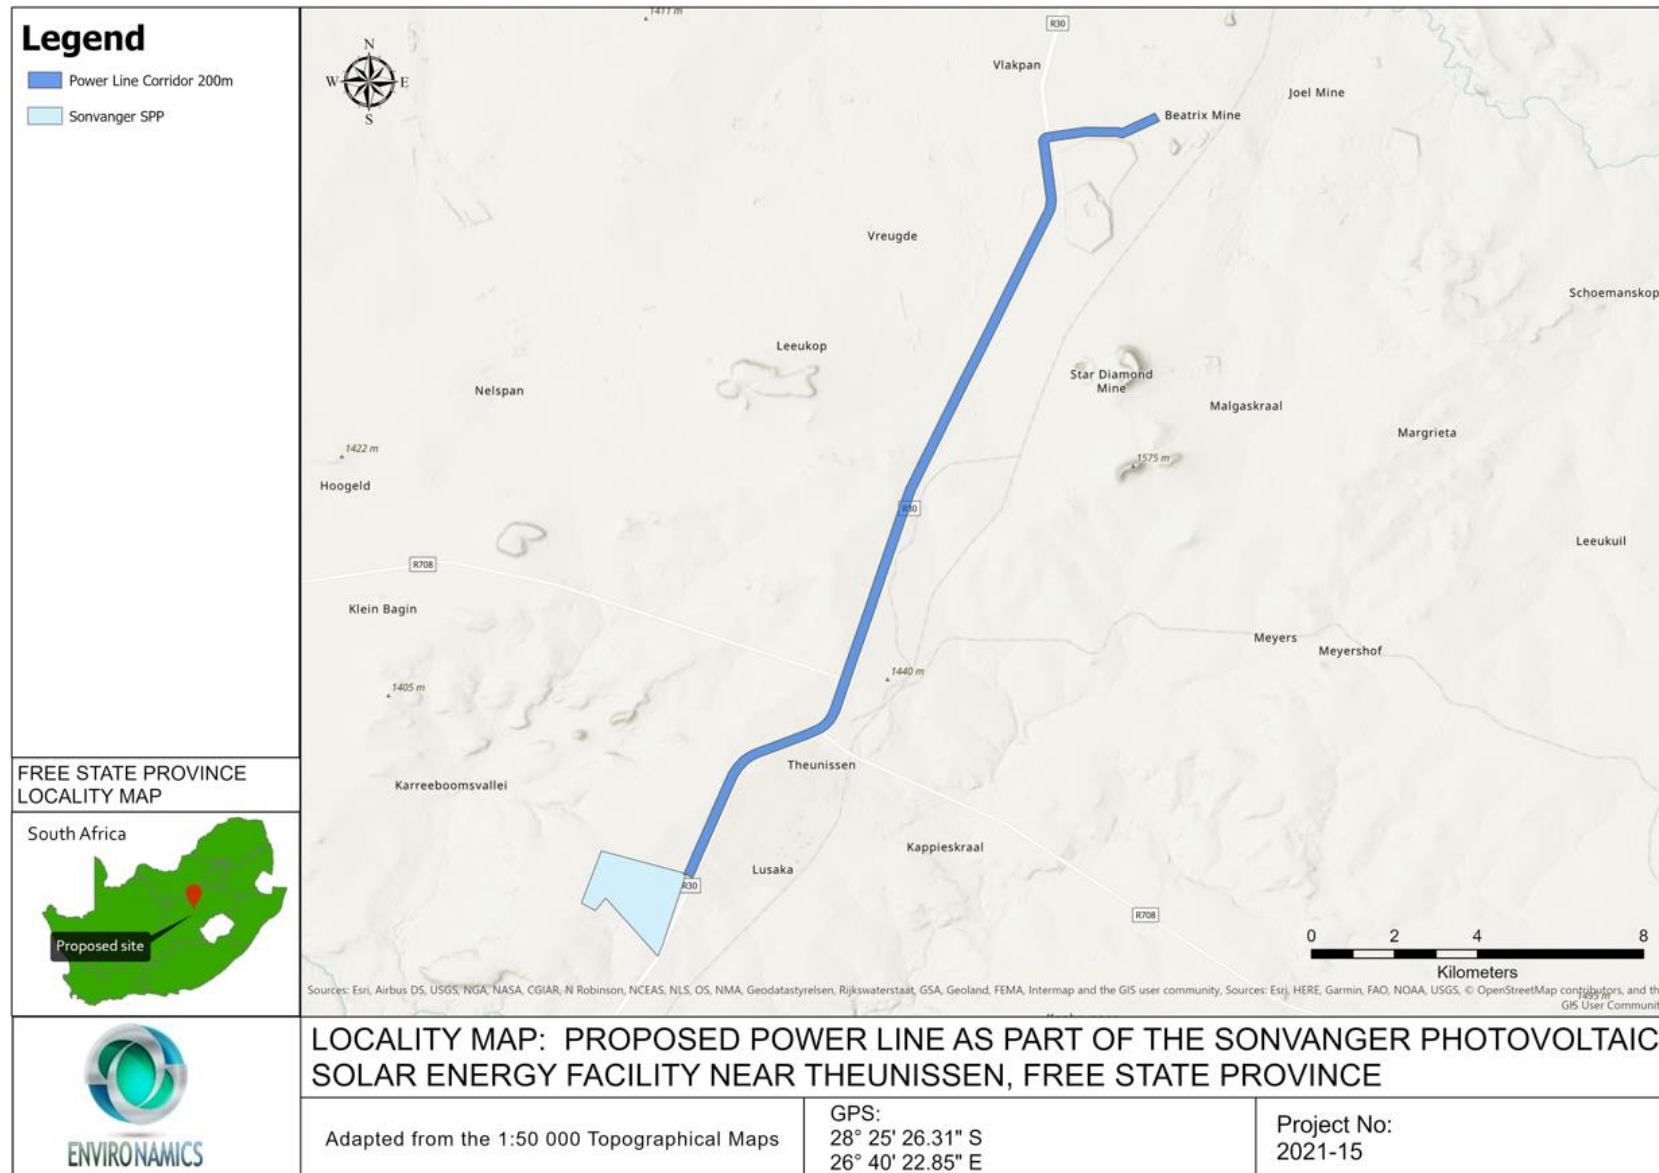 Legend
Power Line Corridor 200m
Sonvanger SPP
FREE STATE PROVINCE
LOCALITY MAP
South Africa
Proposed site
ENVIRONAMICS
1411 m
R30
N
W
E
S
Vlakpan
Joel Mine
Beatrix Mine
Vreugde
Schoemanskop
Leeukop
Star Diamond
Mine
Nelspan
Malgaskraal
Margrieta
1422 m
1575 m
Hoogeld
R30
Leeukuil
R708
Klein Bagin
Meyers
Meyershof
1440 m
1405 m
Theunissen
Karreeboomsvallei
Kappieskraal
Lusaka
R30
R708
0 2 4 8
Kilometers
Sources: Esri, Airbus DS, USGS, NGA, NASA, CGIAR, N Robinson, NCEAS, NLS, OS, NMA, Geodatastyrelsen, Rijkswaterstaat, GSA, Geoland, FEMA, Intermap and the GIS user community, Sources: Esri, HERE, Garmin, FAO, NOAA, USGS, © OpenStreetMap contributors, and the
GIS User Communit
1495 m
LOCALITY MAP: PROPOSED POWER LINE AS PART OF THE SONVANGER PHOTOVOLTAIC
SOLAR ENERGY FACILITY NEAR THEUNISSEN, FREE STATE PROVINCE
Adapted from the 1:50 000 Topographical Maps
GPS:
28° 25' 26.31" S
26° 40' 22.85" E
Project No:
2021-15